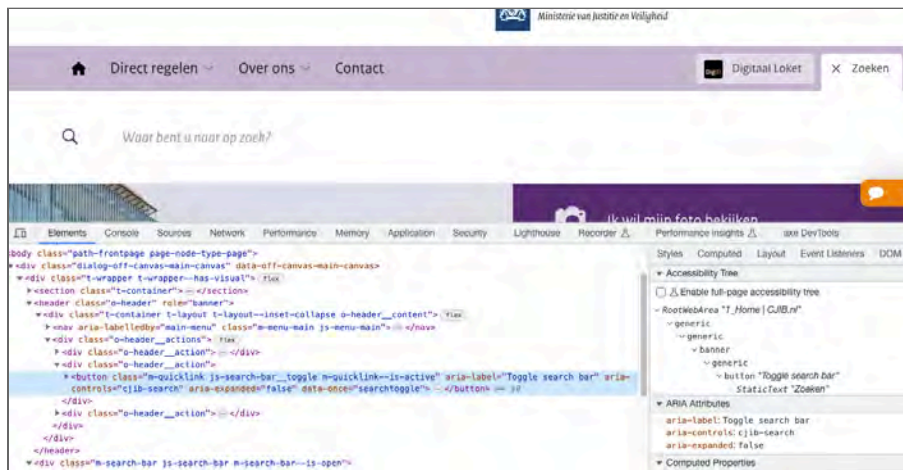 Ministerie van Justitie en Veiligheid
Direct regelen Over ons Contact DigiD Digitaal Loket × Zoeken
Waar bent u naar op zoek?
Ik wil mijn foto bekijken
Elements Console Sources Network Performance Memory Application Security Lighthouse Recorder Performance insights axe DevTools
<body class="path-frontpage page-node-type-page"> Styles Computed Layout Event Listeners DOM
<div class="dialog-off-canvas-main-canvas" data-off-canvas-main-canvas> Accessibility Tree
<div class="t-wrapper t-wrapper--has-visual"> flex
<section class="t-container">…</section> Enable full-page accessibility tree
<header class="o-header" role="banner"> RootWebArea "1_Home | CJIB.nl"
<div class="t-container t-layout t-layout--inset-collapse o-header__content"> flex generic
<nav aria-labelledby="main-menu" class="m-menu-main js-menu-main">…</nav> generic
<div class="o-header__actions"> flex banner
<div class="o-header__action">…</div> generic
<div class="o-header__action"> button "Toggle search bar"
<button class="m-quicklink js-search-bar__toggle m-quicklink--is-active" aria-label="Toggle search bar" aria- StaticText "Zoeken"
controls="cjib-search" aria-expanded="false" data-once="searchtoggle">…</button> == $0
</div> ARIA Attributes
<div class="o-header__action">…</div> aria-label: Toggle search bar
</div> aria-controls: cjib-search
</div> aria-expanded: false
</header>
<div class="m-search-bar js-search-bar m-search-bar--is-open"> Computed Properties